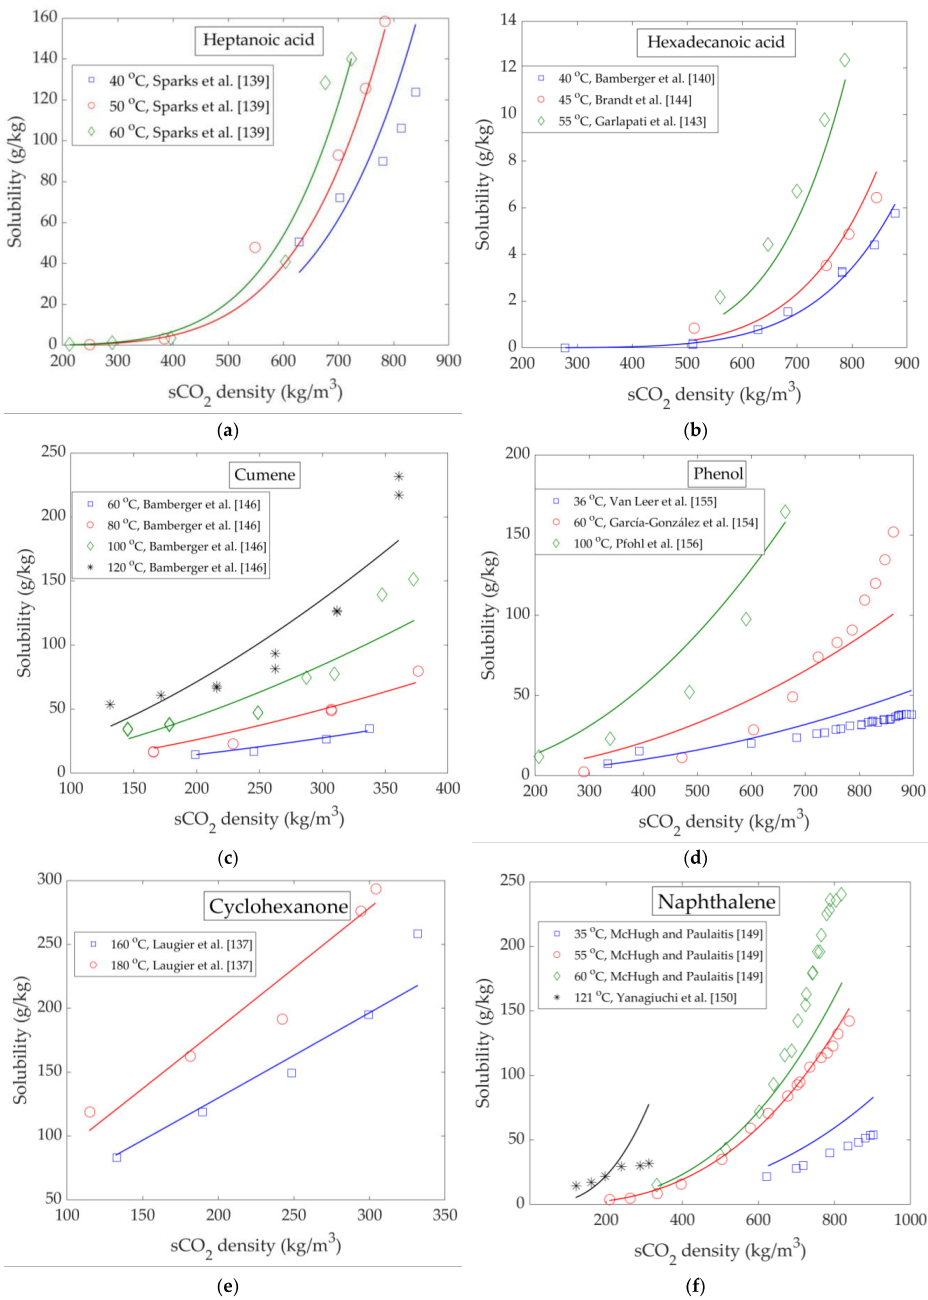 Heptanoic acid
40 °C, Sparks et al. [139]
50 °C, Sparks et al. [139]
60 °C, Sparks et al. [139]
Solubility (g/kg)
160
140
120
100
80
60
40
20
0
200 300 400 500 600 700 800 900
sCO2 density (kg/m3)
(a)
Hexadecanoic acid
40 °C, Bamberger et al. [140]
45 °C, Brandt et al. [144]
55 °C, Garlapati et al. [143]
Solubility (g/kg)
14
12
10
8
6
4
2
0
200 300 400 500 600 700 800 900
sCO2 density (kg/m3)
(b)
Cumene
60 °C, Bamberger et al. [146]
80 °C, Bamberger et al. [146]
100 °C, Bamberger et al. [146]
120 °C, Bamberger et al. [146]
Solubility (g/kg)
250
200
150
100
50
0
100 150 200 250 300 350 400
sCO2 density (kg/m3)
(c)
Phenol
36 °C, Van Leer et al. [155]
60 °C, García-González et al. [154]
100 °C, Pfohl et al. [156]
Solubility (g/kg)
200
150
100
50
0
200 300 400 500 600 700 800 900
sCO2 density (kg/m3)
(d)
Cyclohexanone
160 °C, Laugier et al. [137]
180 °C, Laugier et al. [137]
Solubility (g/kg)
300
250
200
150
100
50
100 150 200 250 300 350
sCO2 density (kg/m3)
(e)
Naphthalene
35 °C, McHugh and Paulaitis [149]
55 °C, McHugh and Paulaitis [149]
60 °C, McHugh and Paulaitis [149]
121 °C, Yanagiuchi et al. [150]
Solubility (g/kg)
250
200
150
100
50
0
200 400 600 800 1000
sCO2 density (kg/m3)
(f)